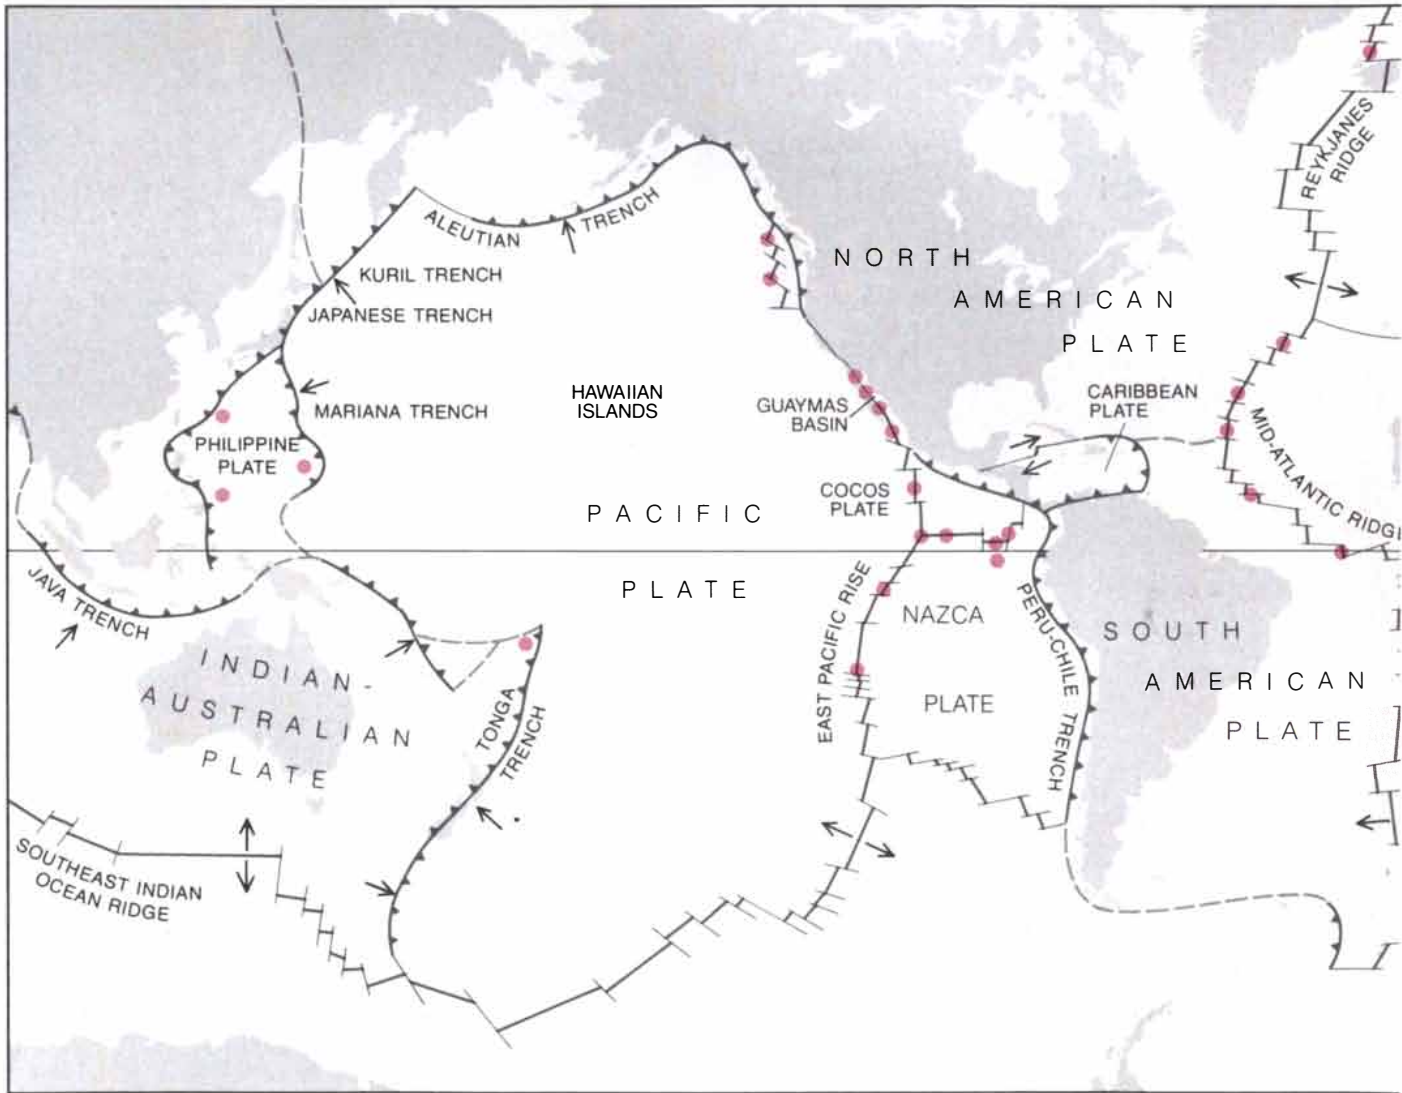 REYKJANES
RIDGE
ALEUTIAN TRENCH
KURIL TRENCH
JAPANESE TRENCH
NORTH
AMERICAN
PLATE
HAWAIIAN
ISLANDS
MARIANA TRENCH
GUAYMAS
BASIN
CARIBBEAN
PLATE
PHILIPPINE
PLATE
MID-ATLANTIC RIDG
COCOS
PLATE
PACIFIC
PLATE
JAVA TRENCH
EAST PACIFIC RISE
NAZCA
PLATE
PERU-CHILE TRENCH
SOUTH
AMERICAN
PLATE
INDIAN-
AUSTRALIAN
PLATE
TONGA
TRENCH
SOUTHEAST INDIAN
OCEAN RIDGE